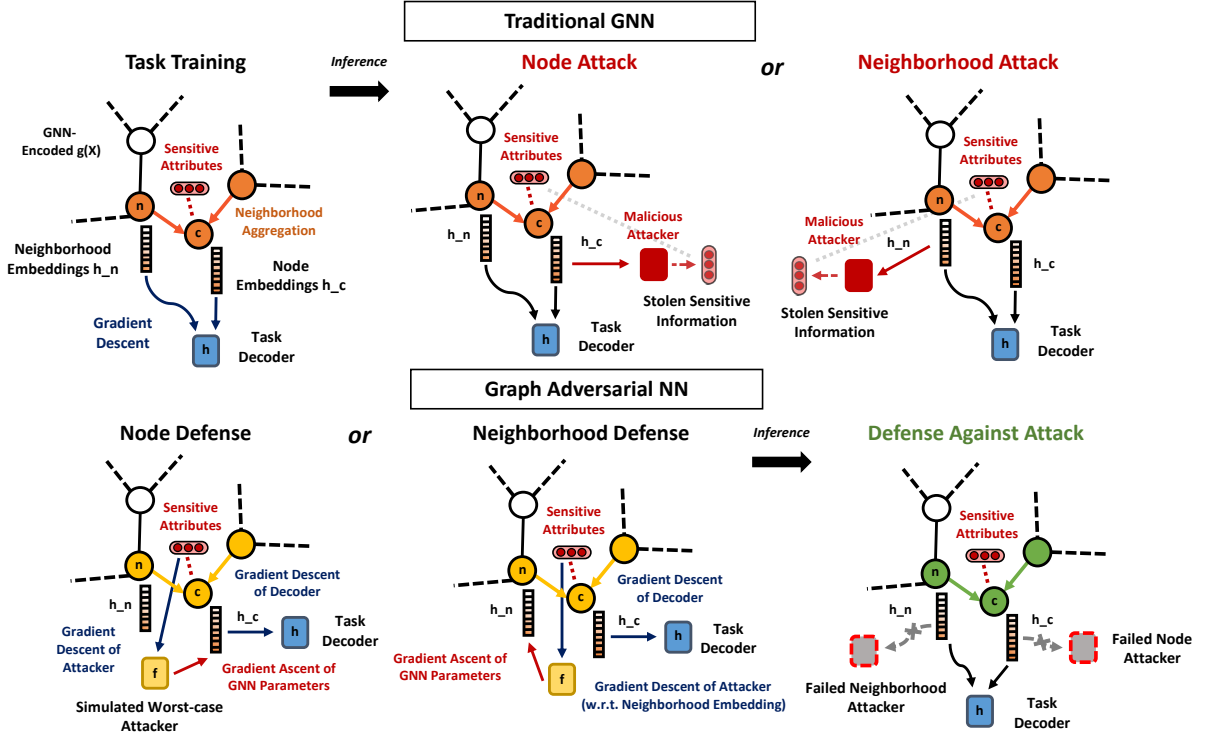 Traditional GNN
Task Training
Inference
Node Attack
or
Neighborhood Attack
GNN-
Encoded g(X)
Sensitive
Attributes
n
c
Neighborhood
Aggregation
Neighborhood
Embeddings h_n
Node
Embeddings h_c
Gradient
Descent
h
Task
Decoder
Sensitive
Attributes
n
c
h_n
h_c
Malicious
Attacker
Stolen Sensitive
Information
h
Task
Decoder
Sensitive
Attributes
n
c
Malicious
Attacker
h_n
h_c
Stolen Sensitive
Information
h
Task
Decoder
Graph Adversarial NN
Node Defense
or
Neighborhood Defense
Inference
Defense Against Attack
Sensitive
Attributes
n
c
Gradient Descent
of Decoder
h_n
h_c
h
Task
Decoder
Gradient
Descent of
Attacker
f
Gradient Ascent of
GNN Parameters
Simulated Worst-case
Attacker
Sensitive
Attributes
n
c
Gradient Descent
of Decoder
h_n
h_c
h
Task
Decoder
Gradient Ascent of
GNN Parameters
f
Gradient Descent of Attacker
(w.r.t. Neighborhood Embedding)
Sensitive
Attributes
n
c
h_n
h_c
Failed Node
Attacker
Failed Neighborhood
Attacker
h
Task
Decoder